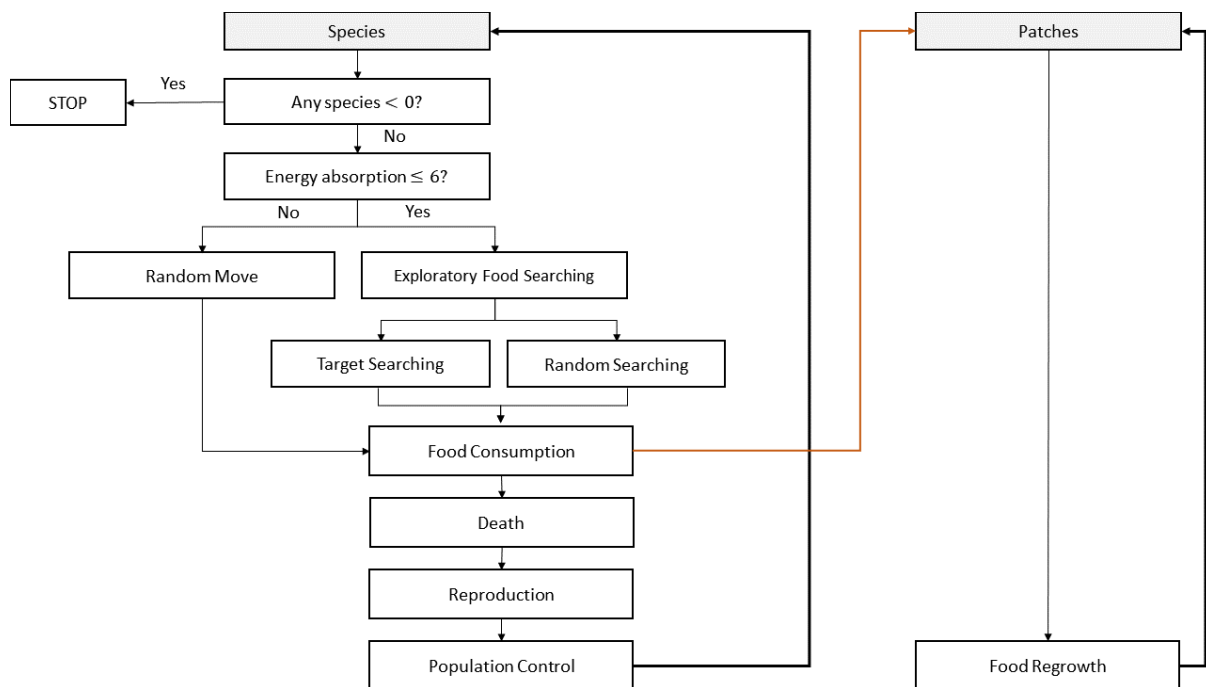 Species
Patches
Yes
STOP
Any species < 0?
No
Energy absorption ≤ 6?
No
Yes
Random Move
Exploratory Food Searching
Target Searching
Random Searching
Food Consumption
Death
Reproduction
Population Control
Food Regrowth